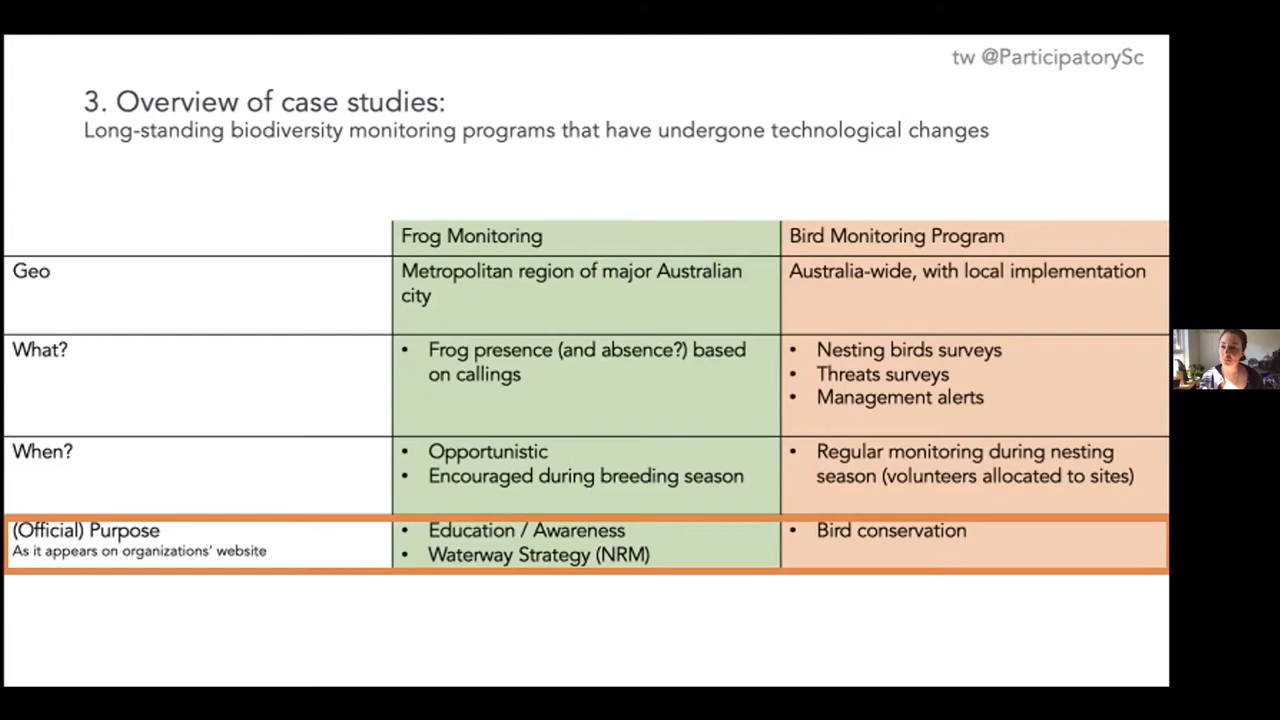 tw @ParticipatorySc
3. Overview of case studies:
Long-standing biodiversity monitoring programs that have undergone technological changes
Frog Monitoring
Bird Monitoring Program
Geo
Metropolitan region of major Australian
city
Australia-wide, with local implementation
What?
• Frog presence (and absence?) based
on callings
• Nesting birds surveys
• Threats surveys
• Management alerts
When?
• Opportunistic
• Encouraged during breeding season
• Regular monitoring during nesting
season (volunteers allocated to sites)
(Official) Purpose
As it appears on organizations' website
• Education / Awareness
• Waterway Strategy (NRM)
• Bird conservation